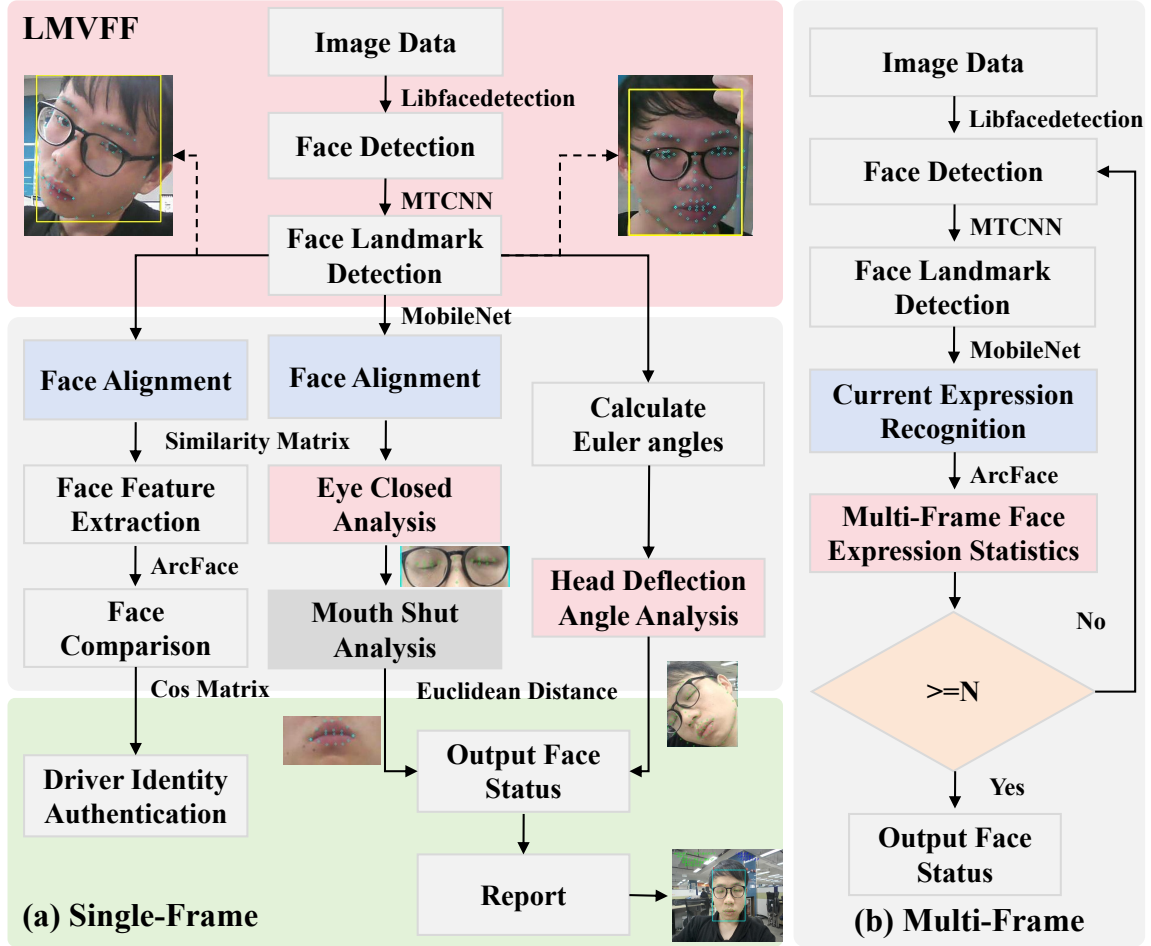 LMVFF
Image Data
Libfacedetection
Face Detection
MTCNN
Face Landmark
Detection
MobileNet
Face Alignment
Face Alignment
Calculate
Euler angles
Similarity Matrix
Face Feature
Extraction
Eye Closed
Analysis
ArcFace
Head Deflection
Angle Analysis
Face
Comparison
Mouth Shut
Analysis
Cos Matrix
Euclidean Distance
Driver Identity
Authentication
Output Face
Status
Report
(a) Single-Frame
Image Data
Libfacedetection
Face Detection
MTCNN
Face Landmark
Detection
MobileNet
Current Expression
Recognition
ArcFace
Multi-Frame Face
Expression Statistics
No
>=N
Yes
Output Face
Status
(b) Multi-Frame